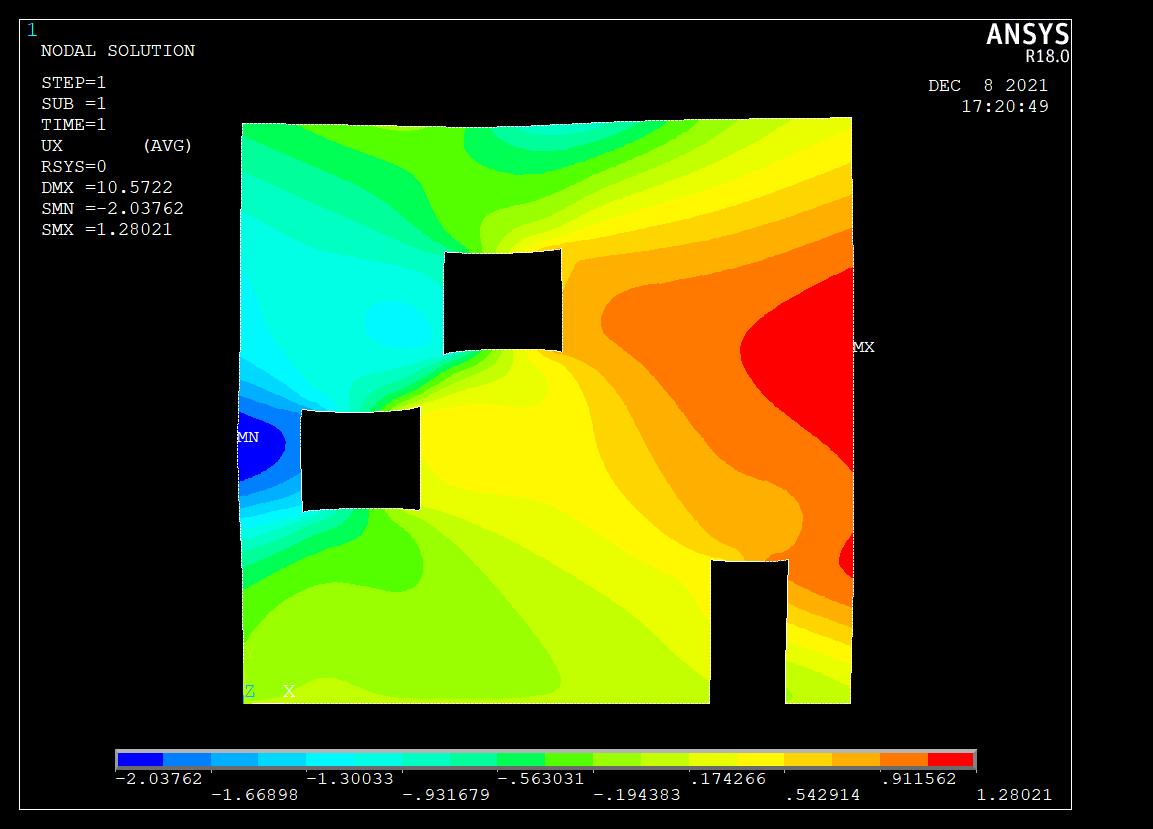 1
ANSYS
R18.0
NODAL SOLUTION
STEP=1
SUB =1
TIME=1
UX (AVG)
RSYS=0
DMX =10.5722
SMN =-2.03762
SMX =1.28021
DEC 8 2021
17:20:49
MX
MN
Z X
-2.03762 -1.30033 -.563031 .174266 .911562
-1.66898 -.931679 -.194383 .542914 1.28021